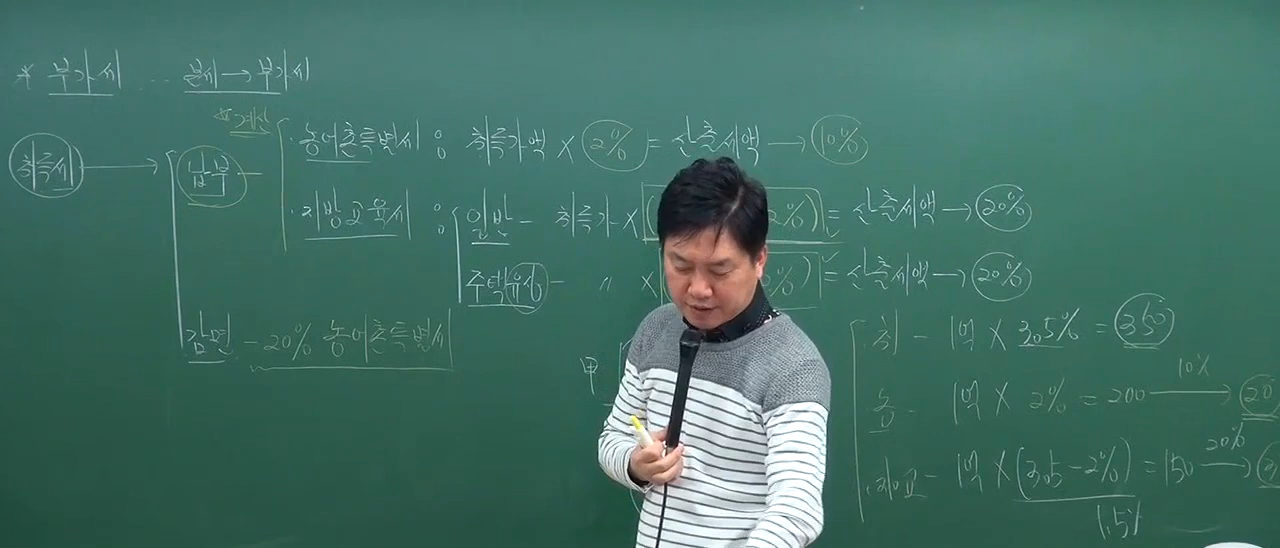 * 부가세 .. 본세 → 부가세
* 계산
취득세 → 납부
· 농어촌특별세 : 취득가액 × 2% = 산출세액 → 10%
· 지방교육세 : 일반 - 취득가 × ( 2%) = 산출세액 → 20%
주택유상 - 〃 × ( %) = 산출세액 → 20%
감면 - 20% 농어촌특별세
甲
취 - 1억 × 3.5% = 350
농 - 1억 × 2% = 200 → 10% 20
지교 - 1억 × (3.5 - 2%) = 150 → 20%
1.5%